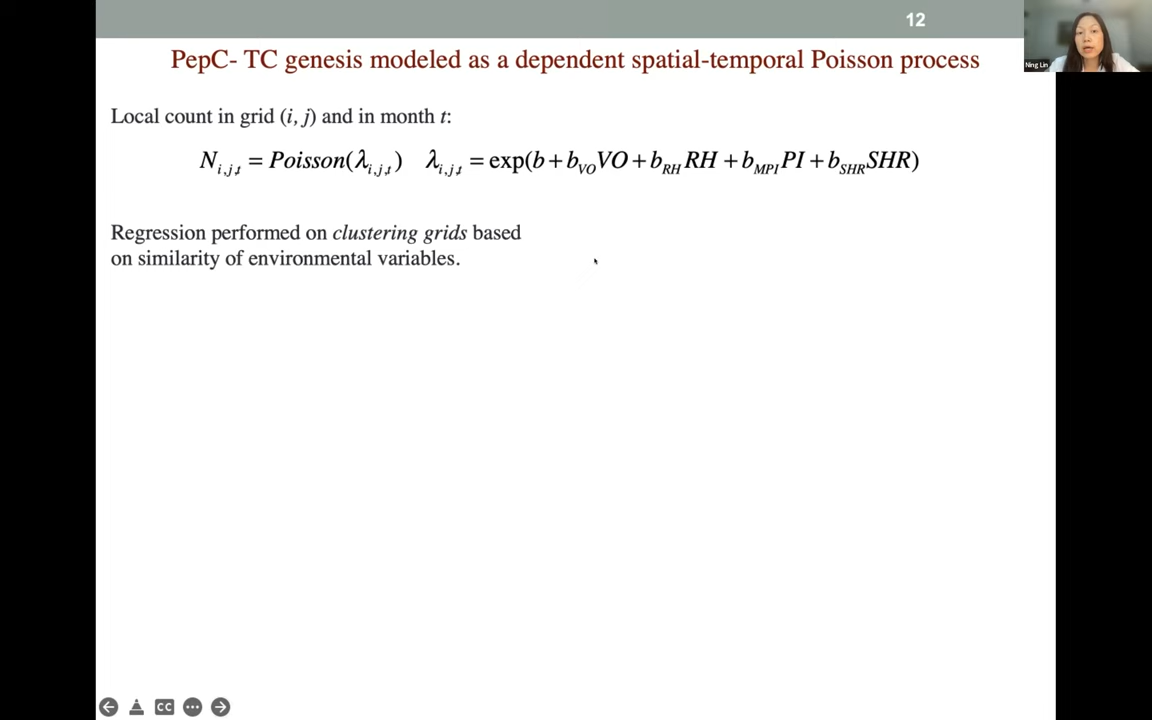 12
PepC- TC genesis modeled as a dependent spatial-temporal Poisson process
Ning Lin
Local count in grid (i, j) and in month t:
N_{i,j,t} = Poisson(λ_{i,j,t}) λ_{i,j,t} = exp(b + b_{VO}VO + b_{RH}RH + b_{MPI}PI + b_{SHR}SHR)
Regression performed on clustering grids based
on similarity of environmental variables.
CC